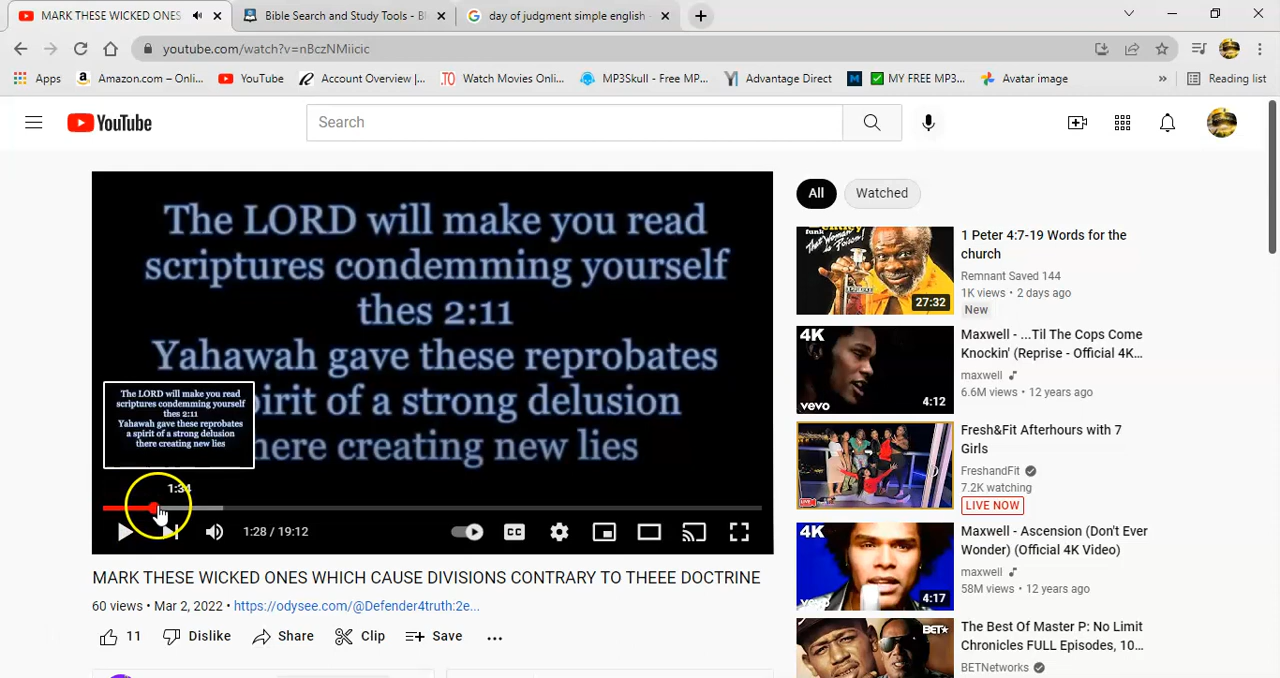 MARK THESE WICKED ONES
Bible Search and Study Tools - Bl
day of judgment simple english
youtube.com/watch?v=nBczNMiicic
Apps
Amazon.com – Onli...
YouTube
Account Overview |...
Watch Movies Onli...
MP3Skull - Free MP...
Advantage Direct
MY FREE MP3...
Avatar image
»
Reading list
YouTube
Search
The LORD will make you read
scriptures condemming yourself
thes 2:11
Yahawah gave these reprobates
spirit of a strong delusion
there creating new lies
The LORD will make you read
scriptures condemming yourself
thes 2:11
Yahawah gave these reprobates
a spirit of a strong delusion
there creating new lies
1:34
1:28 / 19:12
CC
MARK THESE WICKED ONES WHICH CAUSE DIVISIONS CONTRARY TO THEEE DOCTRINE
60 views • Mar 2, 2022 • https://odysee.com/@Defender4truth:2e...
11
Dislike
Share
Clip
Save
All
Watched
That Woman Is Poison!
27:32
1 Peter 4:7-19 Words for the
church
Remnant Saved 144
1K views • 2 days ago
New
4K
vevo
4:12
Maxwell - ...Til The Cops Come
Knockin' (Reprise - Official 4K...
maxwell
6.6M views • 12 years ago
Fresh&Fit Afterhours with 7
Girls
FreshandFit
7.2K watching
LIVE NOW
4K
vevo
4:17
Maxwell - Ascension (Don't Ever
Wonder) (Official 4K Video)
maxwell
58M views • 12 years ago
BET
The Best Of Master P: No Limit
Chronicles FULL Episodes, 10...
BETNetworks